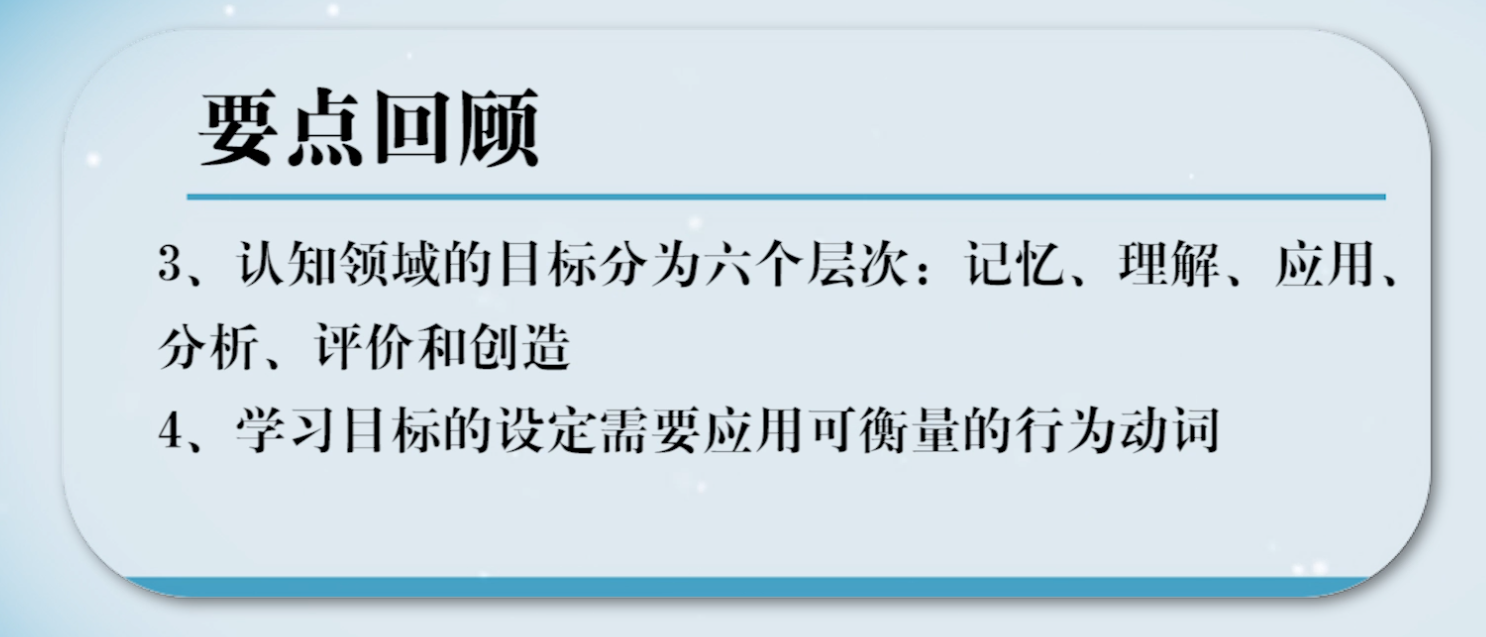 要点回顾
3、认知领域的目标分为六个层次：记忆、理解、应用、
分析、评价和创造
4、学习目标的设定需要应用可衡量的行为动词